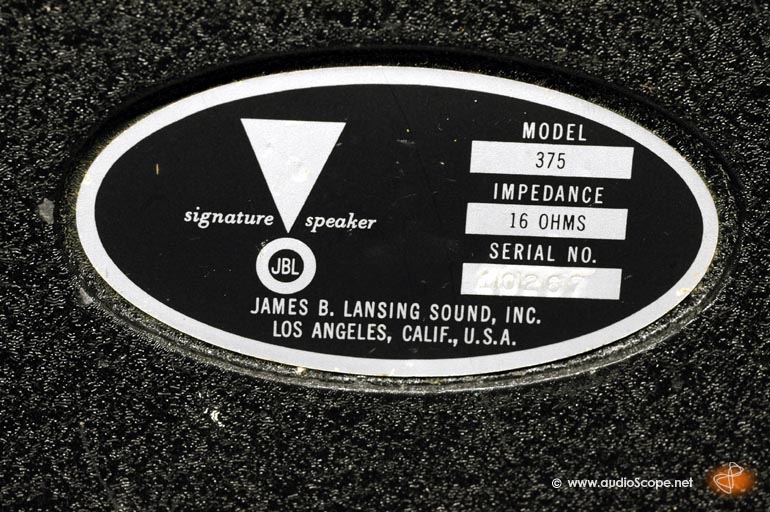 signature speaker
JBL
MODEL
375
IMPEDANCE
16 OHMS
SERIAL NO.
JAMES B. LANSING SOUND, INC.
LOS ANGELES, CALIF., U.S.A.
© www.audioScope.net